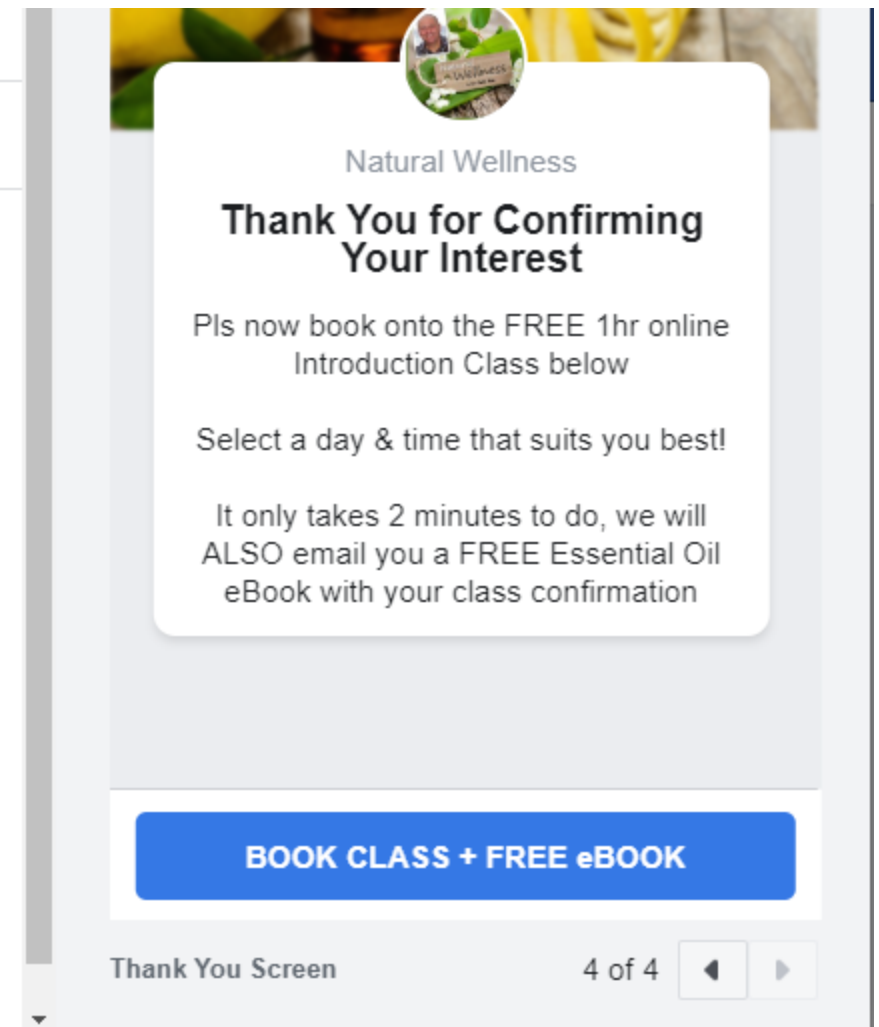 Wellness
Natural Wellness
Thank You for Confirming
Your Interest
Pls now book onto the FREE 1hr online
Introduction Class below
Select a day & time that suits you best!
It only takes 2 minutes to do, we will
ALSO email you a FREE Essential Oil
eBook with your class confirmation
BOOK CLASS + FREE eBOOK
Thank You Screen
4 of 4